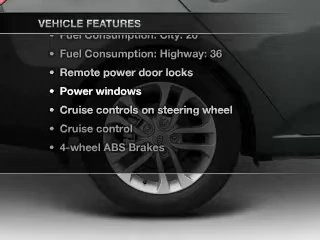 VEHICLE FEATURES
• Fuel Consumption: City: 26
• Fuel Consumption: Highway: 36
• Remote power door locks
• Power windows
• Cruise controls on steering wheel
• Cruise control
• 4-wheel ABS Brakes